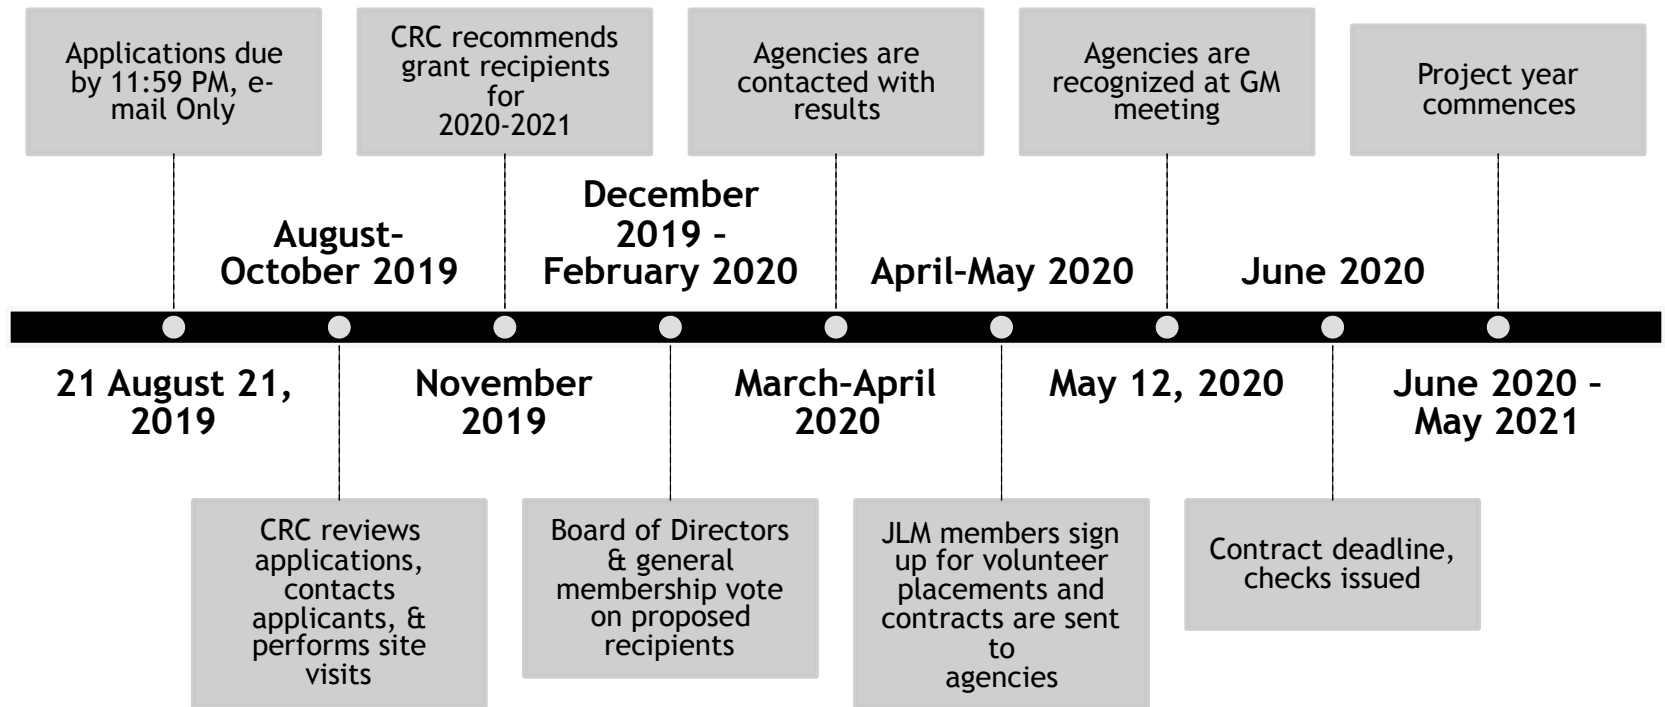 Applications due
by 11:59 PM, e-
mail Only
CRC recommends
grant recipients
for
2020-2021
Agencies are
contacted with
results
Agencies are
recognized at GM
meeting
Project year
commences
August–
October 2019
December
2019 –
February 2020
April–May 2020
June 2020
21 August 21,
2019
November
2019
March–April
2020
May 12, 2020
June 2020 –
May 2021
CRC reviews
applications,
contacts
applicants, &
performs site
visits
Board of Directors
& general
membership vote
on proposed
recipients
JLM members sign
up for volunteer
placements and
contracts are sent
to
agencies
Contract deadline,
checks issued